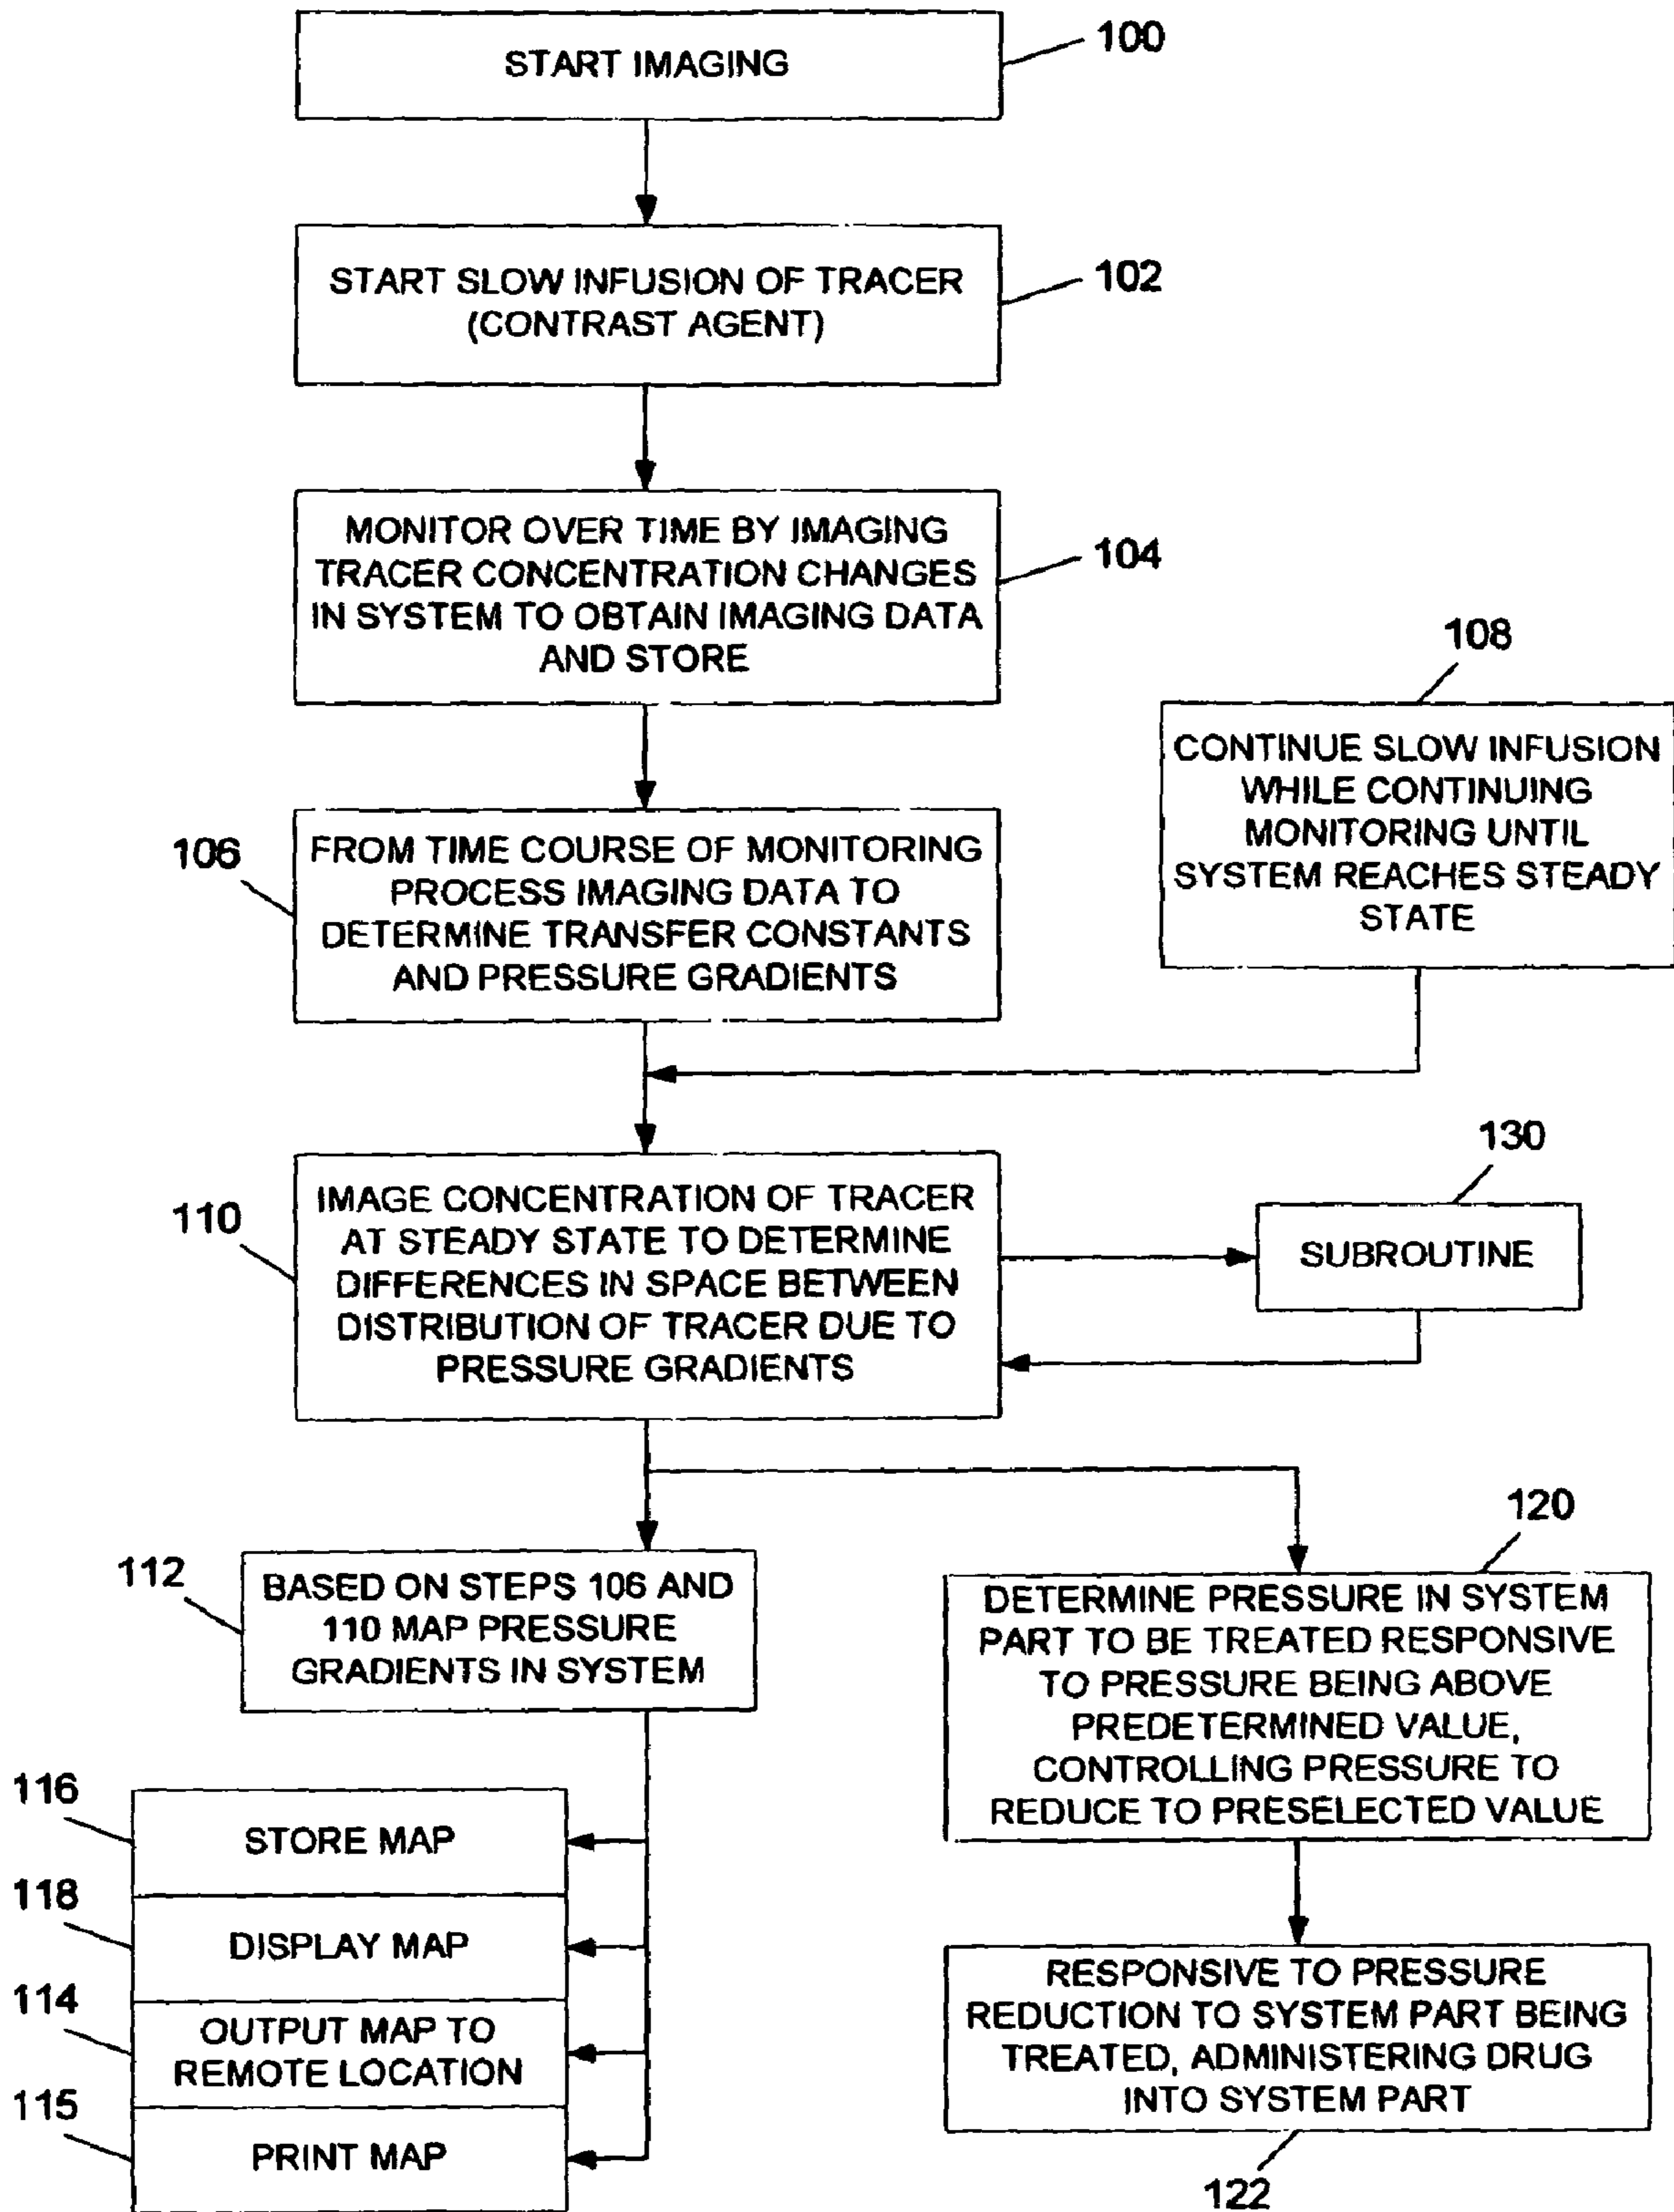 START IMAGING
100
START SLOW INFUSION OF TRACER
(CONTRAST AGENT)
102
MONITOR OVER TIME BY IMAGING
TRACER CONCENTRATION CHANGES
IN SYSTEM TO OBTAIN IMAGING DATA
AND STORE
104
106
FROM TIME COURSE OF MONITORING
PROCESS IMAGING DATA TO
DETERMINE TRANSFER CONSTANTS
AND PRESSURE GRADIENTS
108
CONTINUE SLOW INFUSION
WHILE CONTINUING
MONITORING UNTIL
SYSTEM REACHES STEADY
STATE
110
IMAGE CONCENTRATION OF TRACER
AT STEADY STATE TO DETERMINE
DIFFERENCES IN SPACE BETWEEN
DISTRIBUTION OF TRACER DUE TO
PRESSURE GRADIENTS
130
SUBROUTINE
112
BASED ON STEPS 106 AND
110 MAP PRESSURE
GRADIENTS IN SYSTEM
116
STORE MAP
118
DISPLAY MAP
114
OUTPUT MAP TO
REMOTE LOCATION
115
PRINT MAP
120
DETERMINE PRESSURE IN SYSTEM
PART TO BE TREATED RESPONSIVE
TO PRESSURE BEING ABOVE
PREDETERMINED VALUE,
CONTROLLING PRESSURE TO
REDUCE TO PRESELECTED VALUE
RESPONSIVE TO PRESSURE
REDUCTION TO SYSTEM PART BEING
TREATED, ADMINISTERING DRUG
INTO SYSTEM PART
122